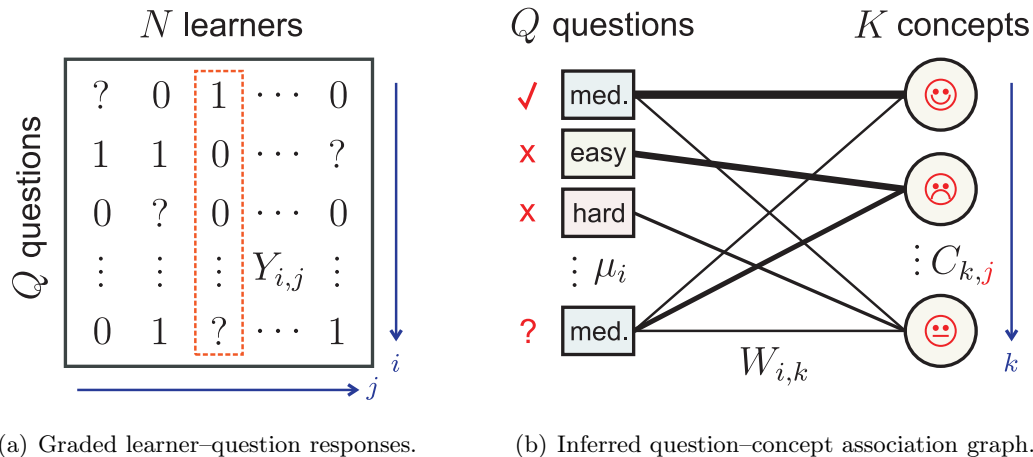 N learners
Q questions
? 0 1 ··· 0
1 1 0 ··· ?
0 ? 0 ··· 0
⋮ ⋮ ⋮ Y_{i,j} ⋮
0 1 ? ··· 1
i
j
(a) Graded learner–question responses.
Q questions
K concepts
✓ med.
x easy
x hard
⋮ μ_i
⋮ C_{k,j}
? med.
W_{i,k}
k
(b) Inferred question–concept association graph.